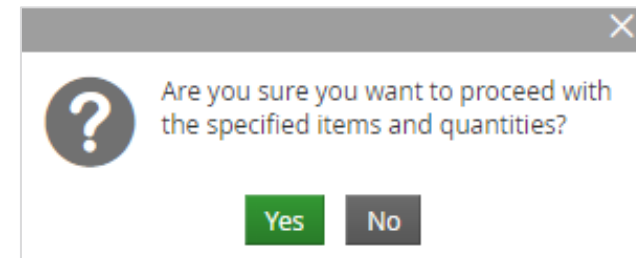 Are you sure you want to proceed with
the specified items and quantities?
Yes No